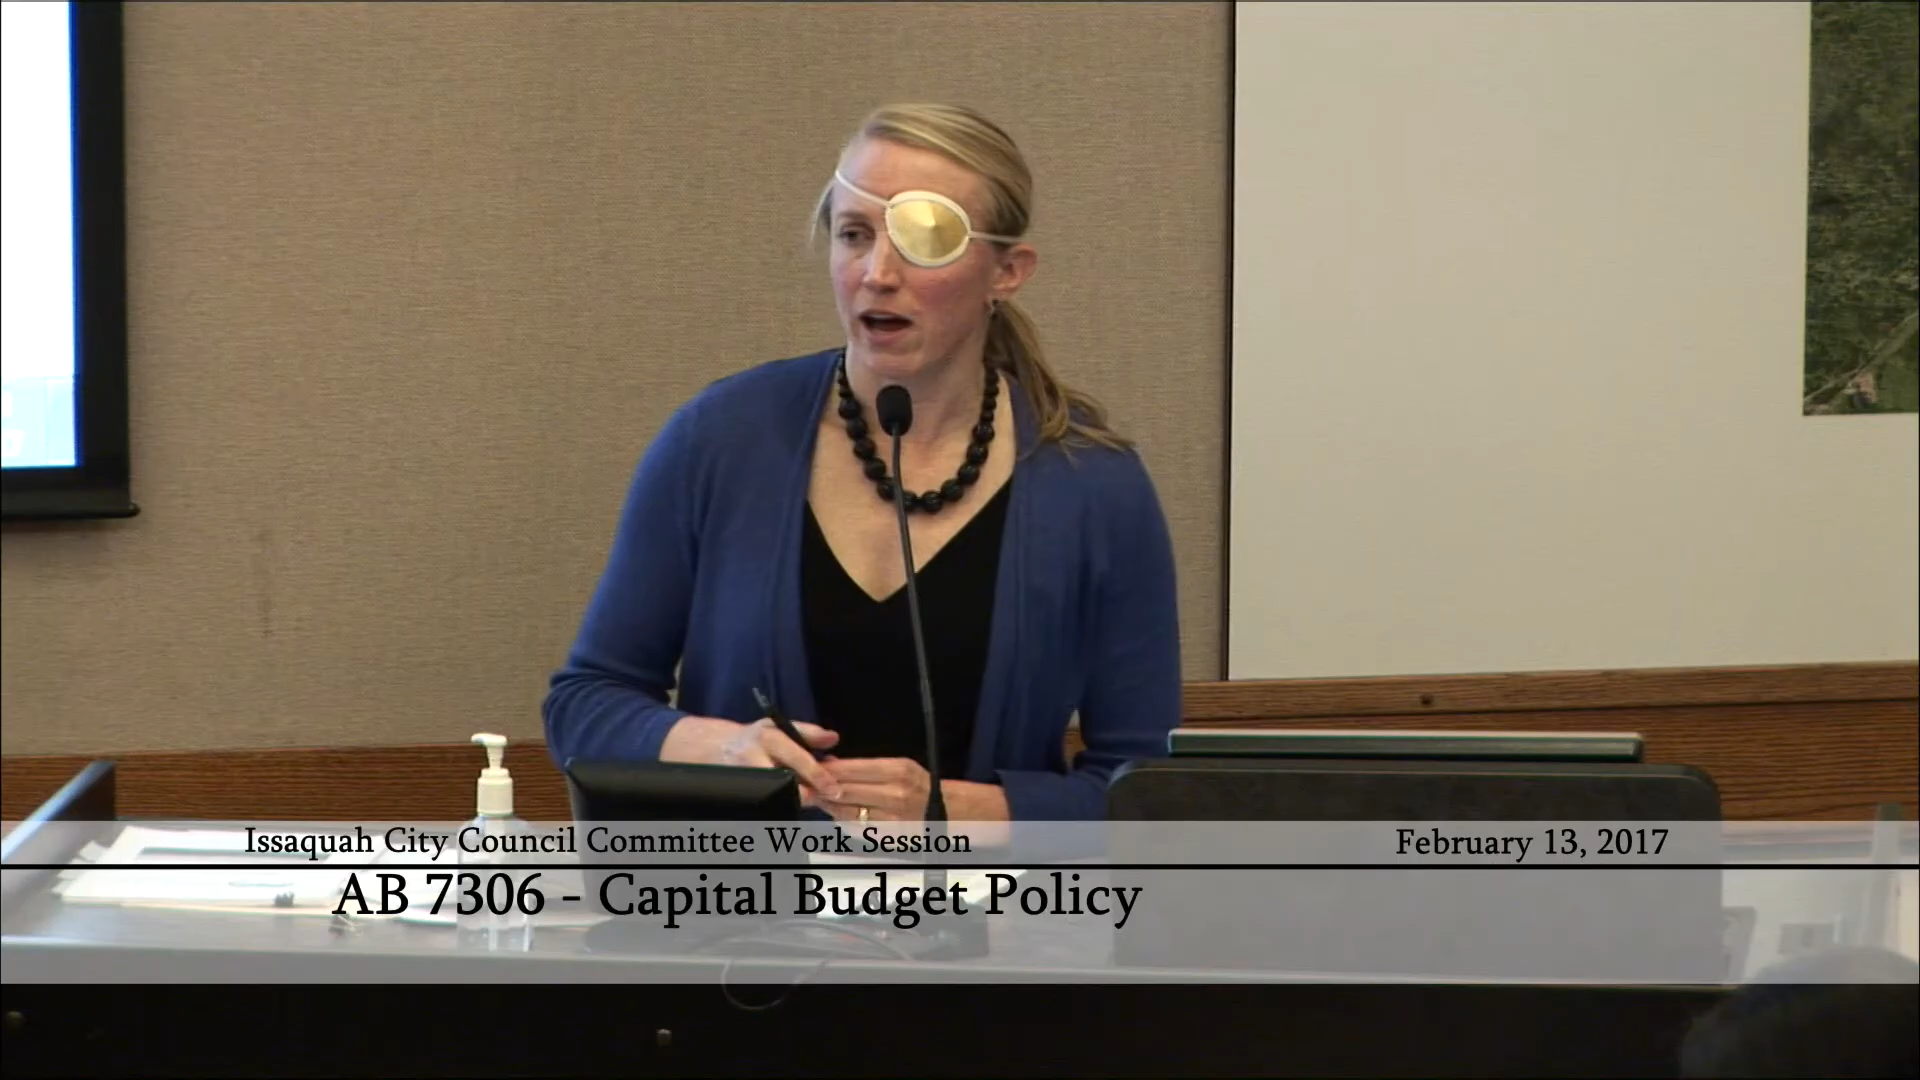 Issaquah City Council Committee Work Session
February 13, 2017
AB 7306 - Capital Budget Policy